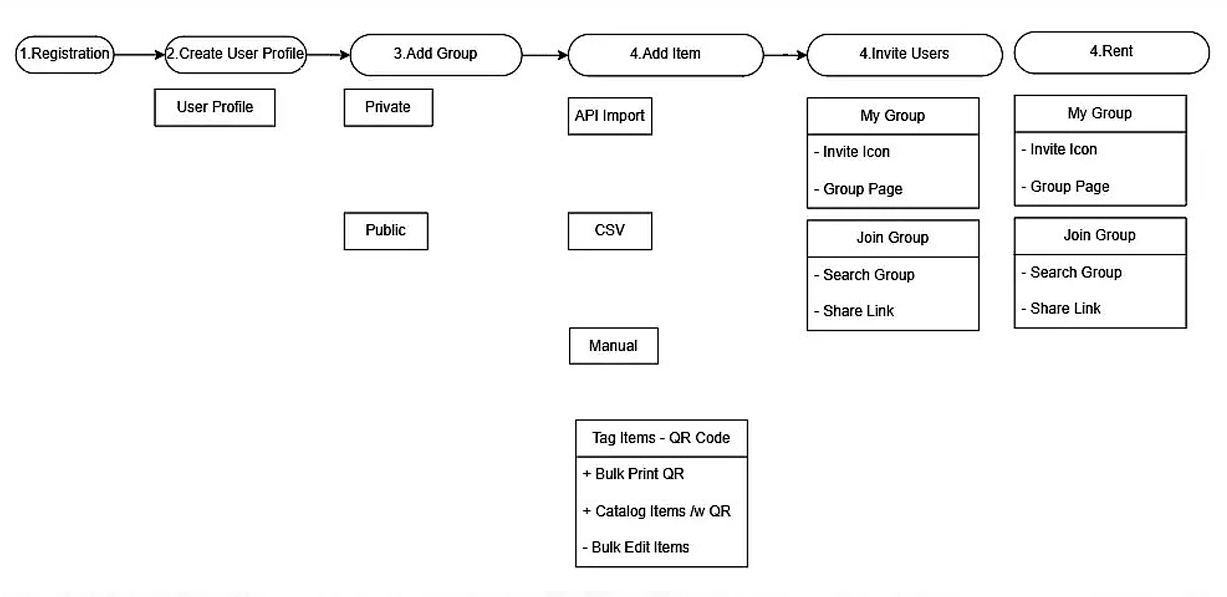 1.Registration
2.Create User Profile
3.Add Group
4.Add Item
4.Invite Users
4.Rent
User Profile
Private
Public
API Import
CSV
Manual
Tag Items - QR Code
+ Bulk Print QR
+ Catalog Items /w QR
- Bulk Edit Items
My Group
- Invite Icon
- Group Page
Join Group
- Search Group
- Share Link
My Group
- Invite Icon
- Group Page
Join Group
- Search Group
- Share Link